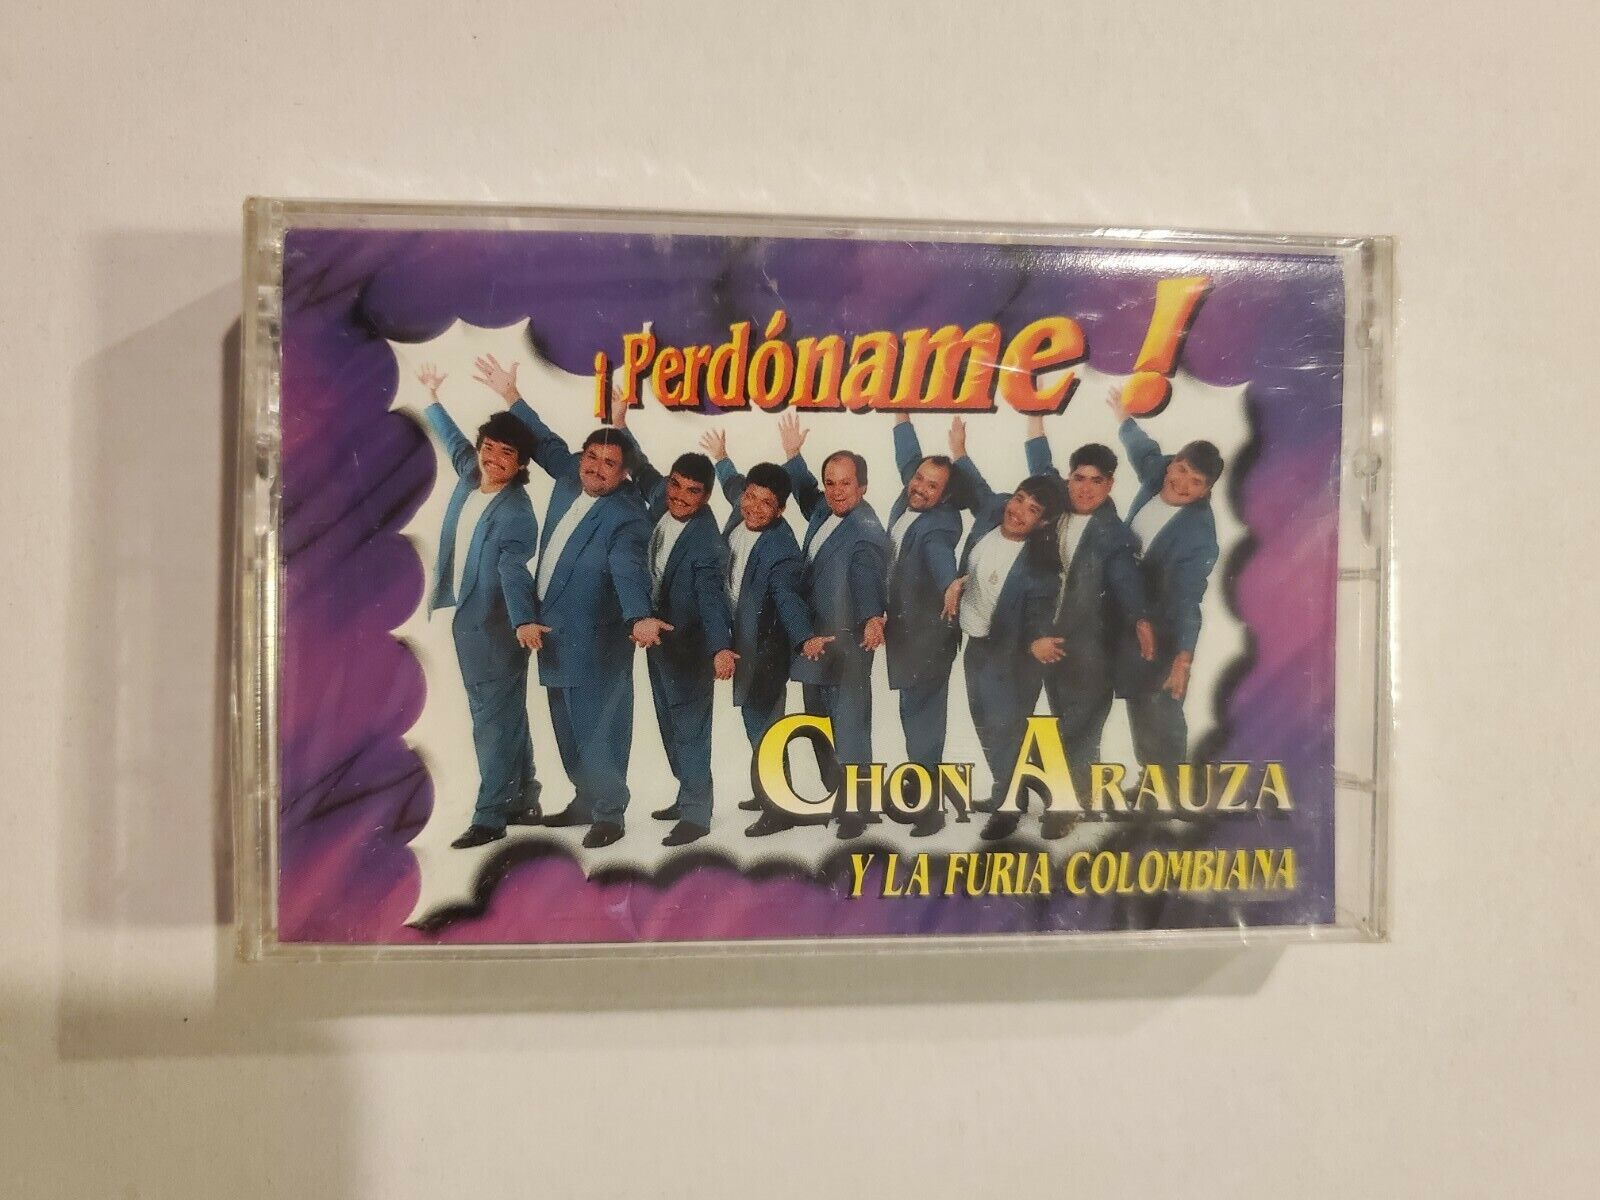 ¡Perdóname!
CHON ARAUZA
Y LA FURIA COLOMBIANA